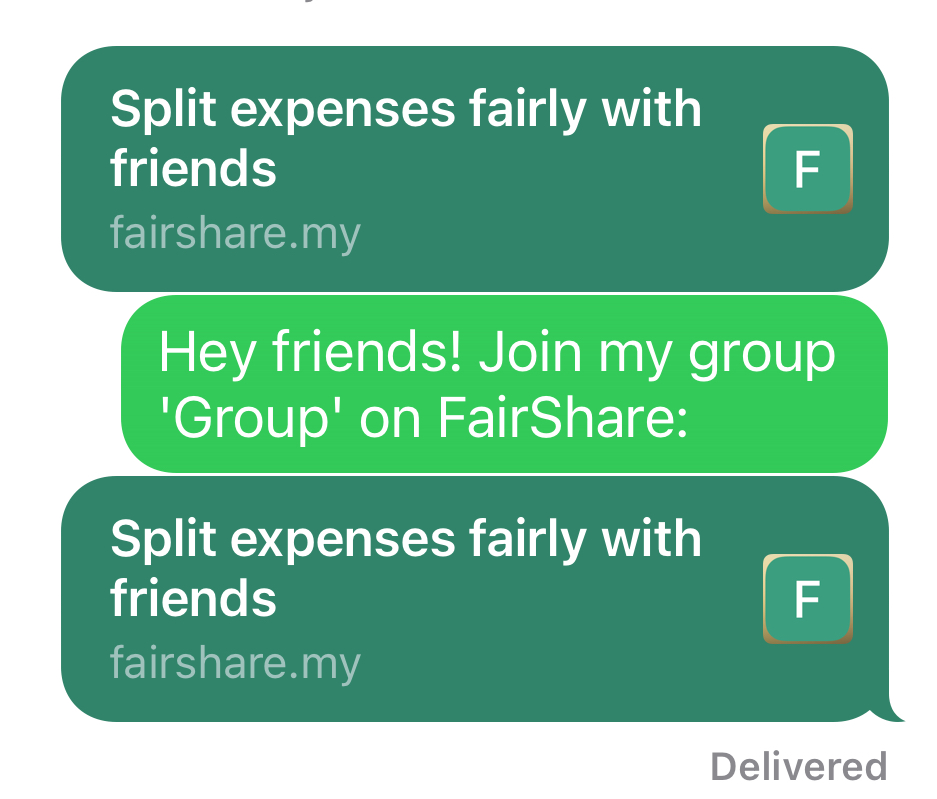 Split expenses fairly with
friends
fairshare.my
F
Hey friends! Join my group
'Group' on FairShare:
Split expenses fairly with
friends
fairshare.my
F
Delivered